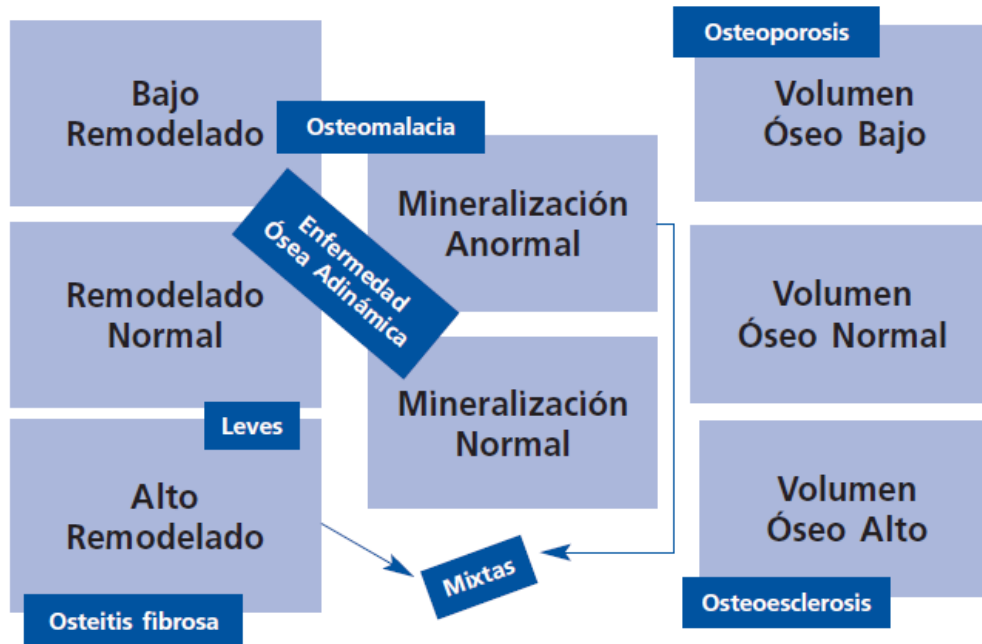 Bajo
Remodelado
Remodelado
Normal
Alto
Remodelado
Osteitis fibrosa
Leves
Osteomalacia
Enfermedad
Ósea Adinámica
Mineralización
Anormal
Mineralización
Normal
Mixtas
Osteoporosis
Volumen
Óseo Bajo
Volumen
Óseo Normal
Volumen
Óseo Alto
Osteoesclerosis